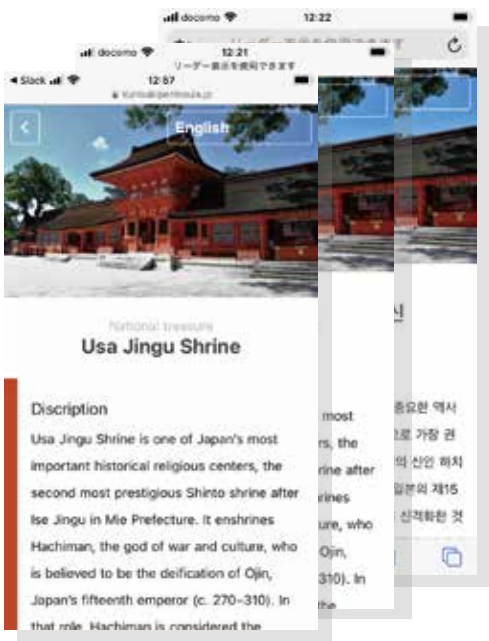 docomo 12:22
docomo 12:21
リーダー表示を使用できます
Slack 12:57
English
National treasure
Usa Jingu Shrine
Discription
Usa Jingu Shrine is one of Japan's most
important historical religious centers, the
second most prestigious Shinto shrine after
Ise Jingu in Mie Prefecture. It enshrines
Hachiman, the god of war and culture, who
is believed to be the deification of Ojin,
Japan's fifteenth emperor (c. 270–310). In
that role, Hachiman is considered the
most
rs, the
rine after
rines
ure, who
Ojin,
310). In
the
신
중요한 역사
으로 가장 권
의 신인 하치
일본의 제15
신격화한 것